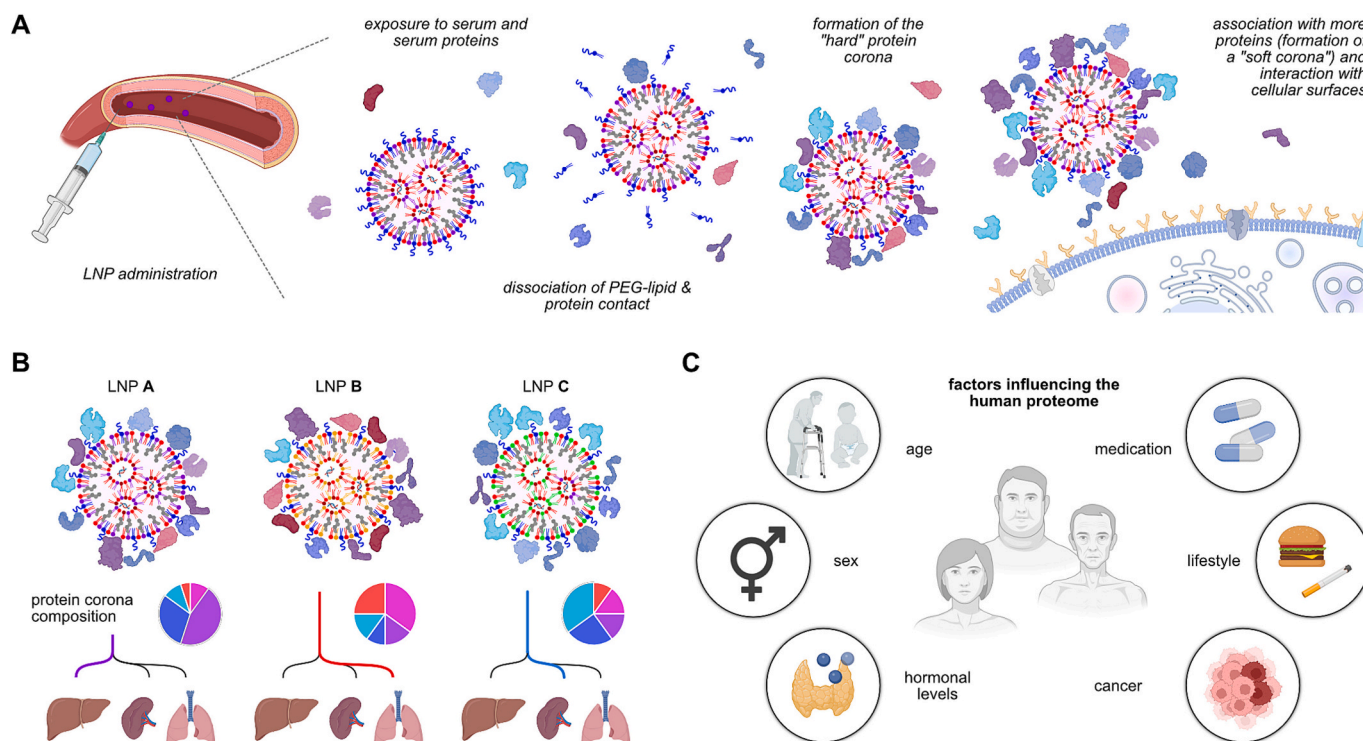 A
exposure to serum and
serum proteins
formation of the
"hard" protein
corona
association with more
proteins (formation of
a "soft corona") and
interaction with
cellular surfaces
LNP administration
dissociation of PEG-lipid &
protein contact
B
LNP A
LNP B
LNP C
protein corona
composition
C
factors influencing the
human proteome
age
medication
sex
lifestyle
hormonal
levels
cancer